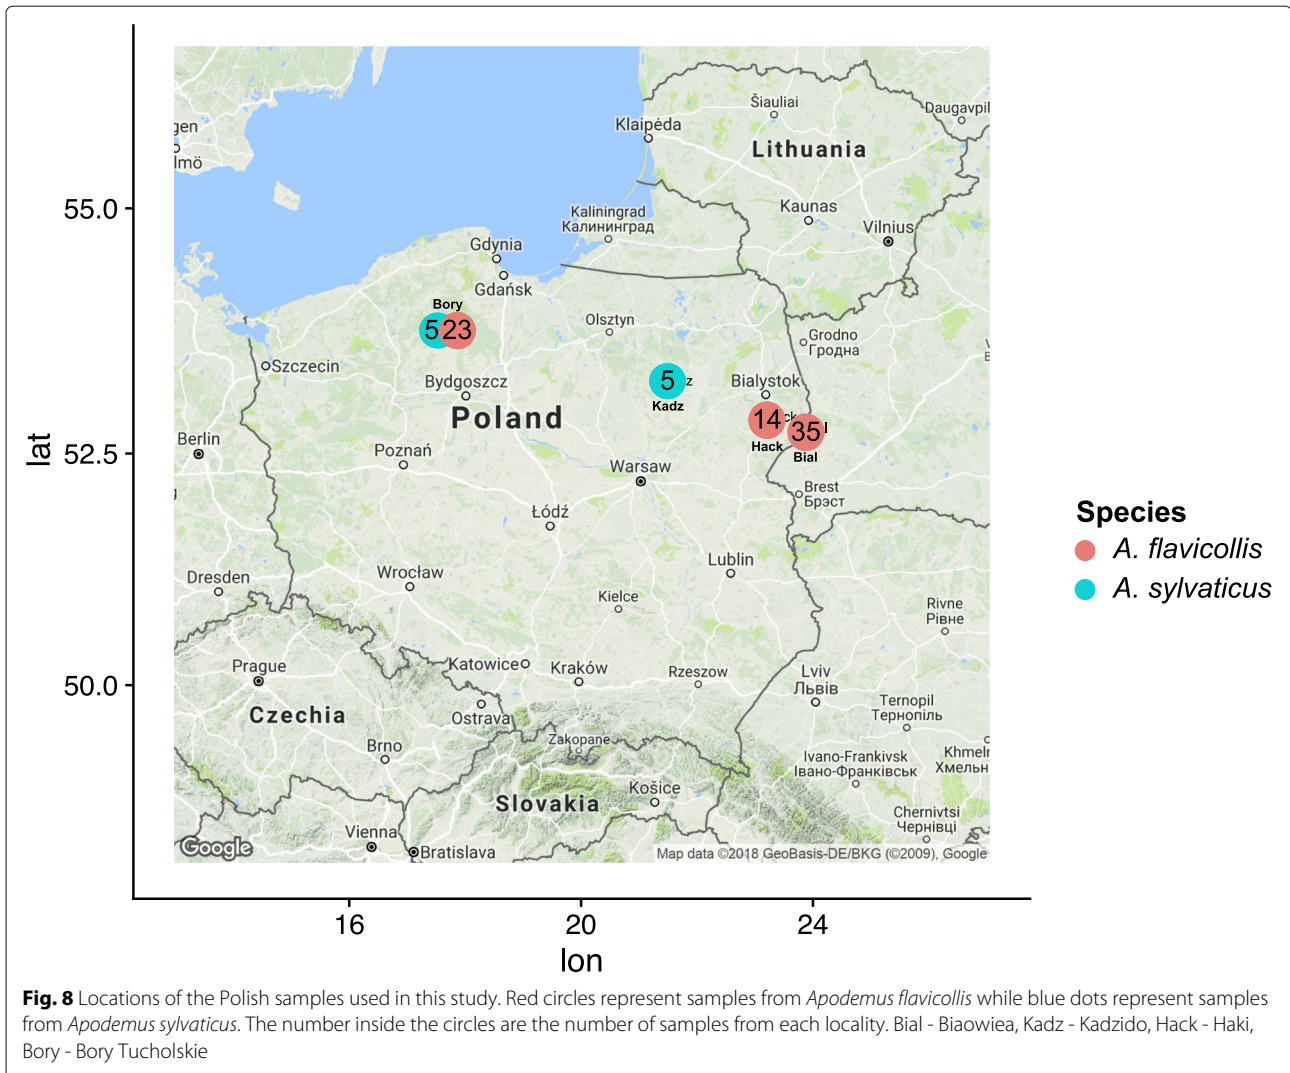 gen
lmö
Klaipėda
Šiauliai
Daugavpil
Lithuania
55.0
Kaliningrad
Калининград
Kaunas
Vilnius
Gdynia
Gdańsk
Bory
5
23
Olsztyn
Grodno
Гродна
Szczecin
Bydgoszcz
5
z
Kadz
Bialystok
Poland
14
ck
Hack
35
l
Bial
lat
52.5
Berlin
Poznań
Warsaw
Brest
Брэст
Łódź
Species
A. flavicollis
A. sylvaticus
Dresden
Wrocław
Lublin
Kielce
Rivne
Рівне
50.0
Prague
Katowice
Kraków
Rzeszow
Lviv
Львів
Czechia
Ostrava
Ternopil
Тернопіль
Brno
Zakopane
Ivano-Frankivsk
Івано-Франківськ
Khmelr
Хмельн
Slovakia
Košice
Chernivtsi
Чернівці
Vienna
Bratislava
Google
Map data ©2018 GeoBasis-DE/BKG (©2009), Google
16
20
24
lon
Fig. 8 Locations of the Polish samples used in this study. Red circles represent samples from Apodemus flavicollis while blue dots represent samples
from Apodemus sylvaticus. The number inside the circles are the number of samples from each locality. Bial - Biaowiea, Kadz - Kadzido, Hack - Haki,
Bory - Bory Tucholskie